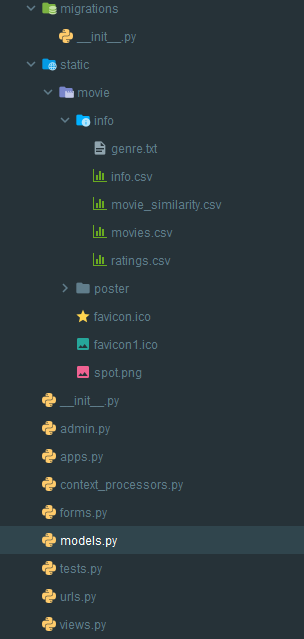 migrations
__init__.py
static
movie
info
genre.txt
info.csv
movie_similarity.csv
movies.csv
ratings.csv
poster
favicon.ico
favicon1.ico
spot.png
__init__.py
admin.py
apps.py
context_processors.py
forms.py
models.py
tests.py
urls.py
views.py